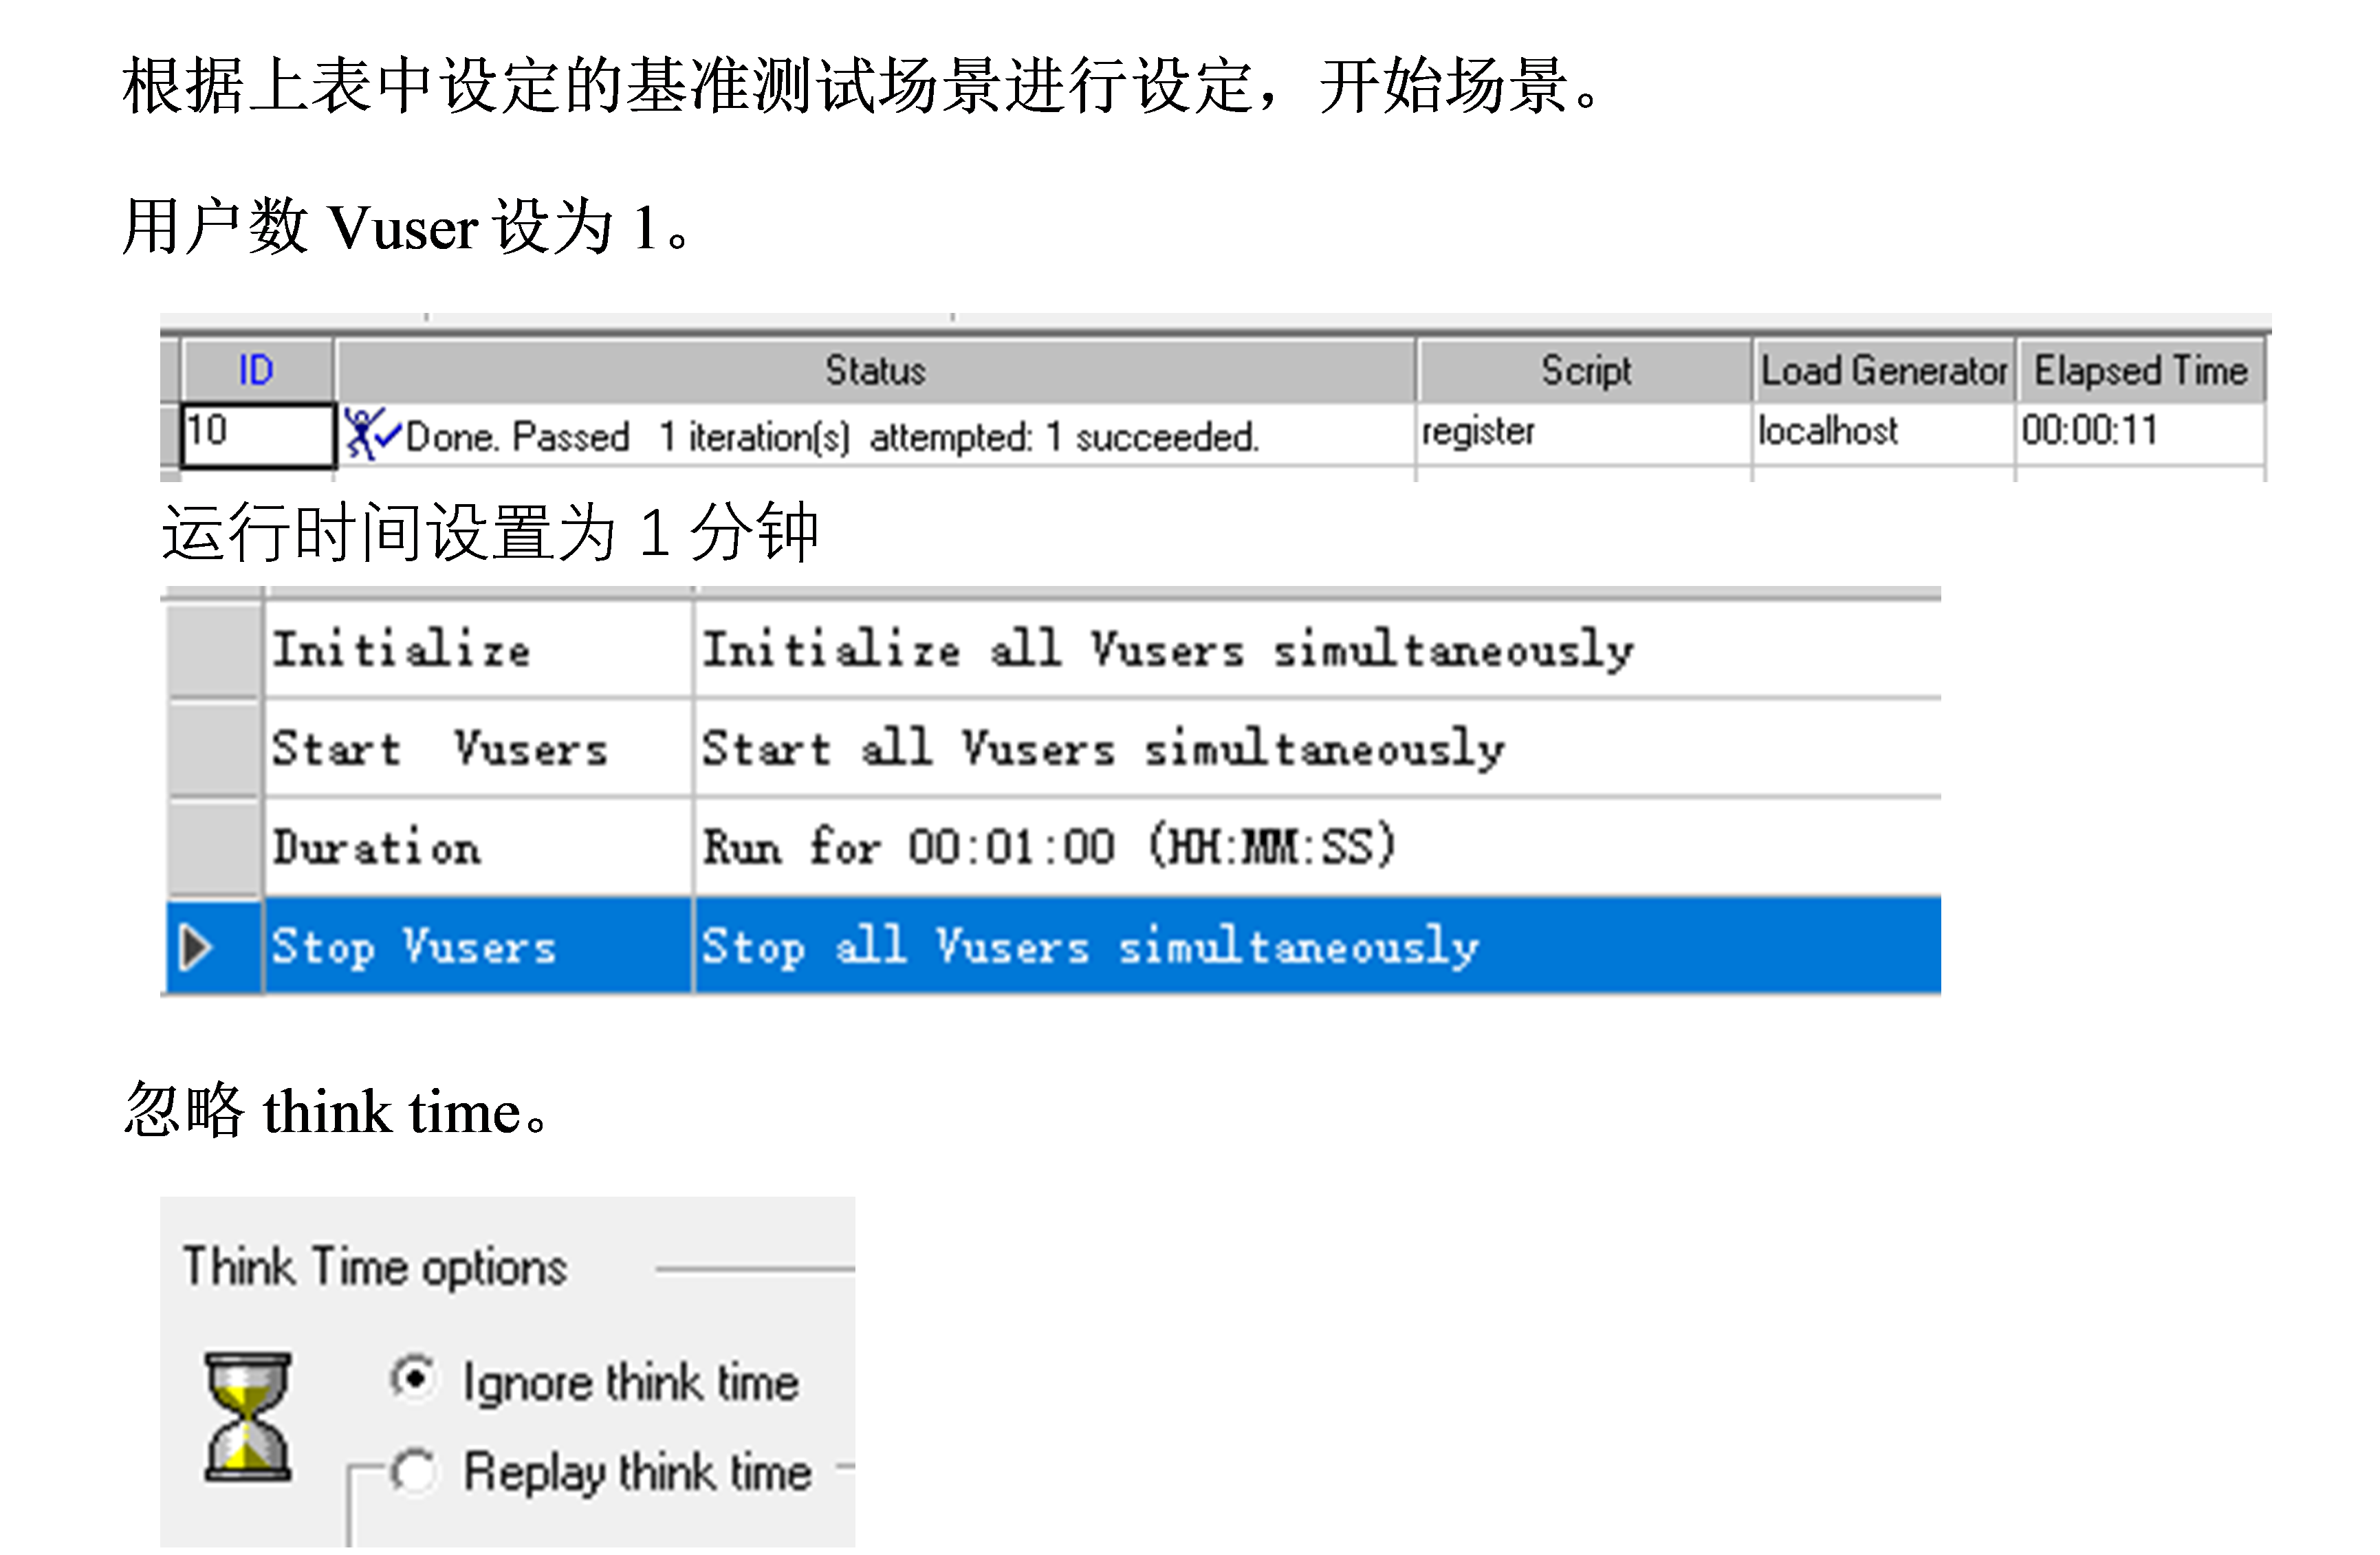 根据上表中设定的基准测试场景进行设定，开始场景。
用户数 Vuser 设为 1。
ID Status Script Load Generator Elapsed Time
10 Done. Passed 1 iteration(s) attempted: 1 succeeded. register localhost 00:00:11
运行时间设置为 1 分钟
Initialize Initialize all Vusers simultaneously
Start Vusers Start all Vusers simultaneously
Duration Run for 00:01:00 (HH:MM:SS)
Stop Vusers Stop all Vusers simultaneously
忽略 think time。
Think Time options
Ignore think time
Replay think time